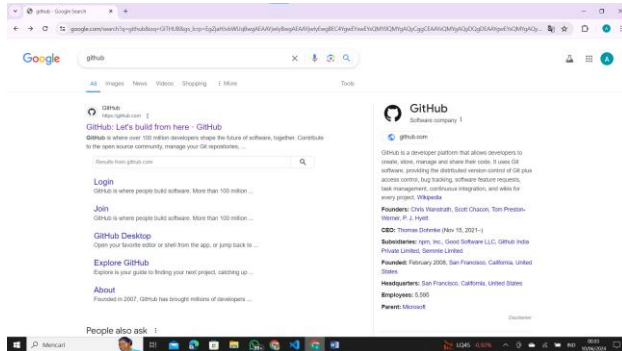 github - Google Search
Google
github
All Images News Videos Shopping More Tools
GitHub
https://github.com
GitHub: Let's build from here · GitHub
GitHub is where over 100 million developers shape the future of software, together. Contribute
to the open source community, manage your Git repositories, ...
Results from github.com
Login
GitHub is where people build software. More than 100 million ...
Join
GitHub is where people build software. More than 100 million ...
GitHub Desktop
Open your favorite editor or shell from the app, or jump back to ...
Explore GitHub
Explore is your guide to finding your next project, catching up ...
About
Founded in 2007, GitHub has brought millions of developers ...
People also ask
GitHub
Software company
github.com
GitHub is a developer platform that allows developers to
create, store, manage and share their code. It uses Git
software, providing the distributed version control of Git plus
access control, bug tracking, software feature requests,
task management, continuous integration, and wikis for
every project. Wikipedia
Founders: Chris Wanstrath, Scott Chacon, Tom Preston-
Werner, P. J. Hyett
CEO: Thomas Dohmke (Nov 15, 2021–)
Subsidiaries: npm, Inc., Good Software LLC, Github India
Private Limited, Semmle Limited
Founded: February 2008, San Francisco, California, United
States
Headquarters: San Francisco, California, United States
Employees: 5,595
Parent: Microsoft
Disclaimer
Mencari
LQ45
IND
10/06/2024